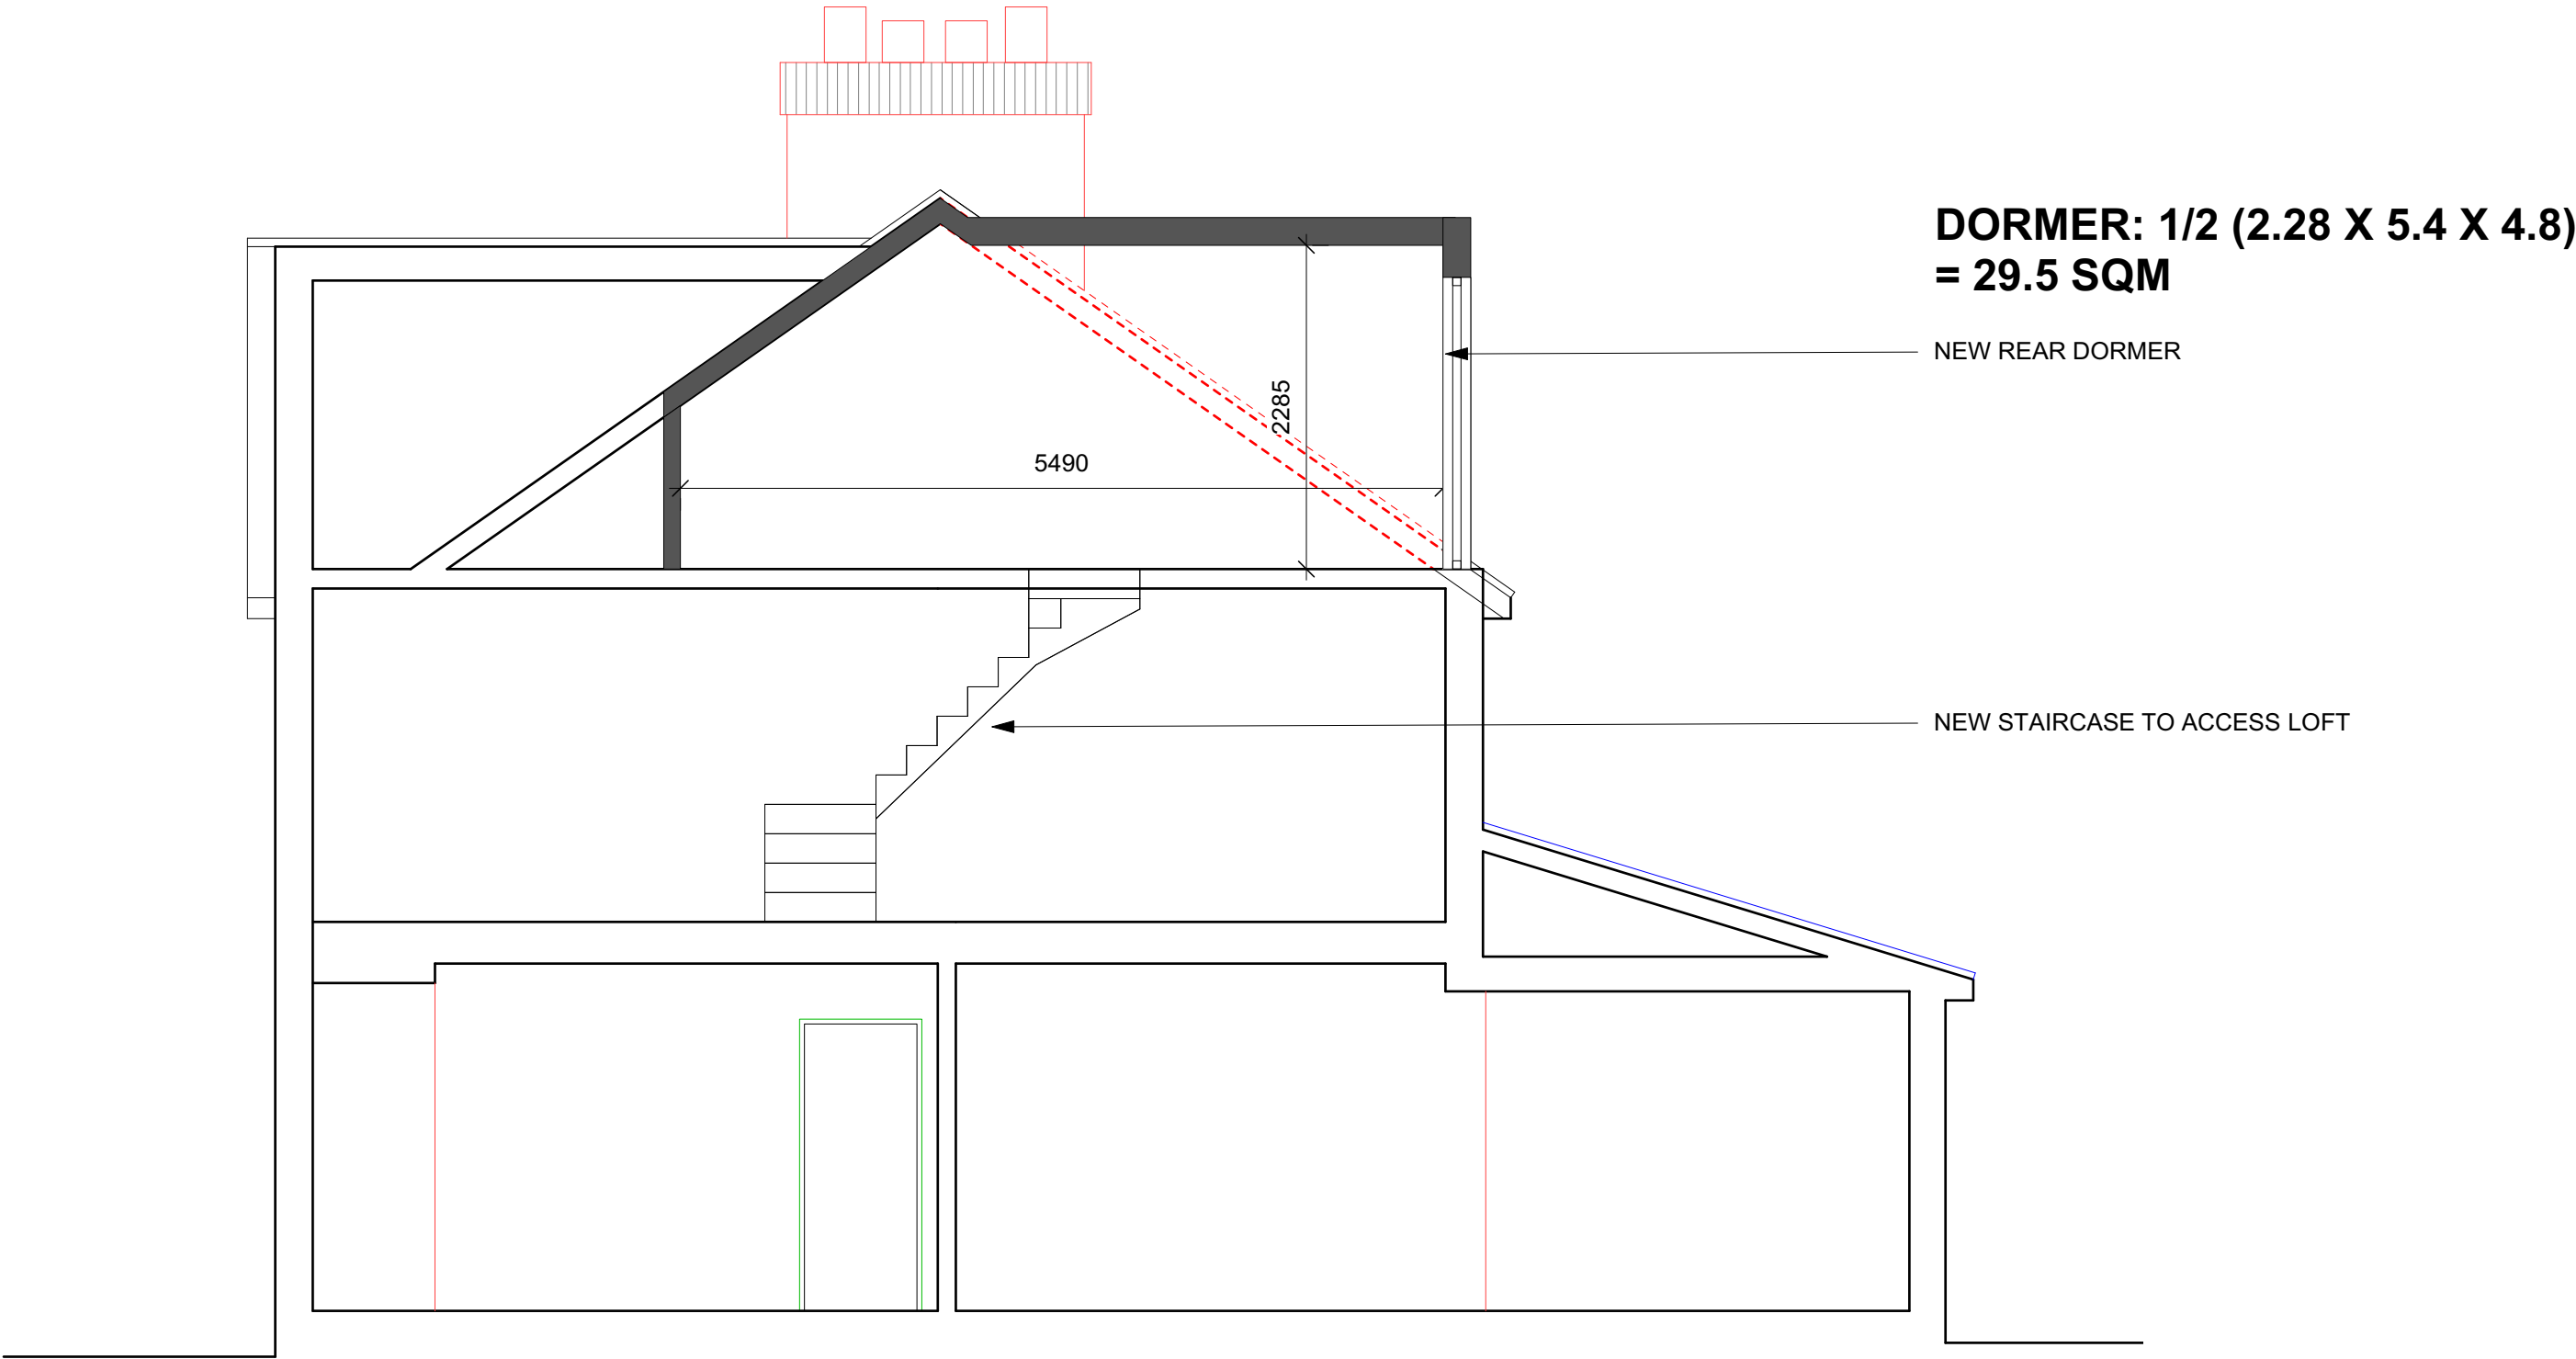 DORMER: 1/2 (2.28 X 5.4 X 4.8)
= 29.5 SQM
NEW REAR DORMER
2285
5490
NEW STAIRCASE TO ACCESS LOFT